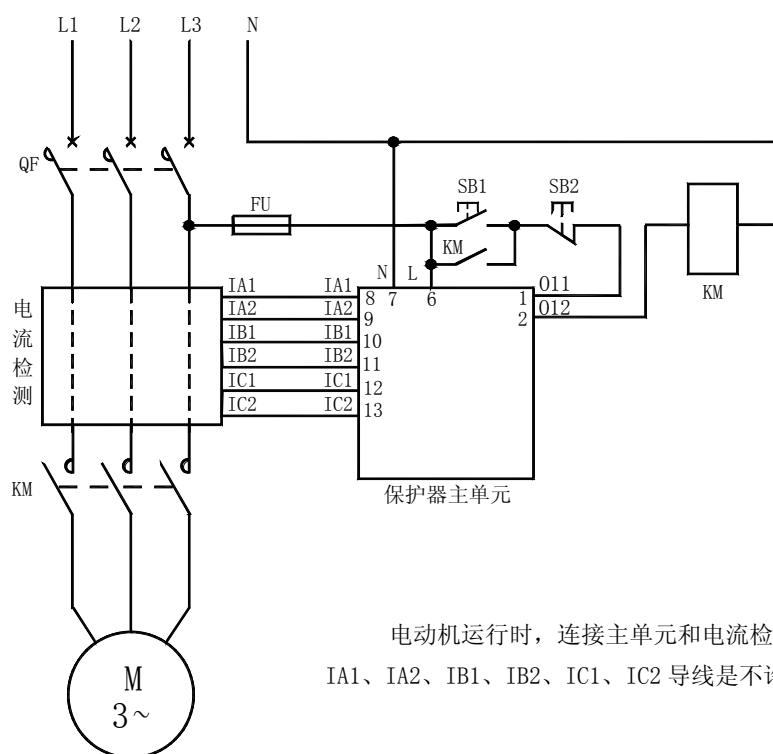 L1 L2 L3 N
QF
FU
SB1 SB2
KM
KM
N L
IA1 IA1 8 7 6 1 O11
IA2 IA2 9 2 O12
IB1 IB1 10
IB2 IB2 11
IC1 IC1 12
IC2 IC2 13
电流检测
保护器主单元
KM
M
3~
电动机运行时，连接主单元和电流检
IA1、IA2、IB1、IB2、IC1、IC2 导线是不